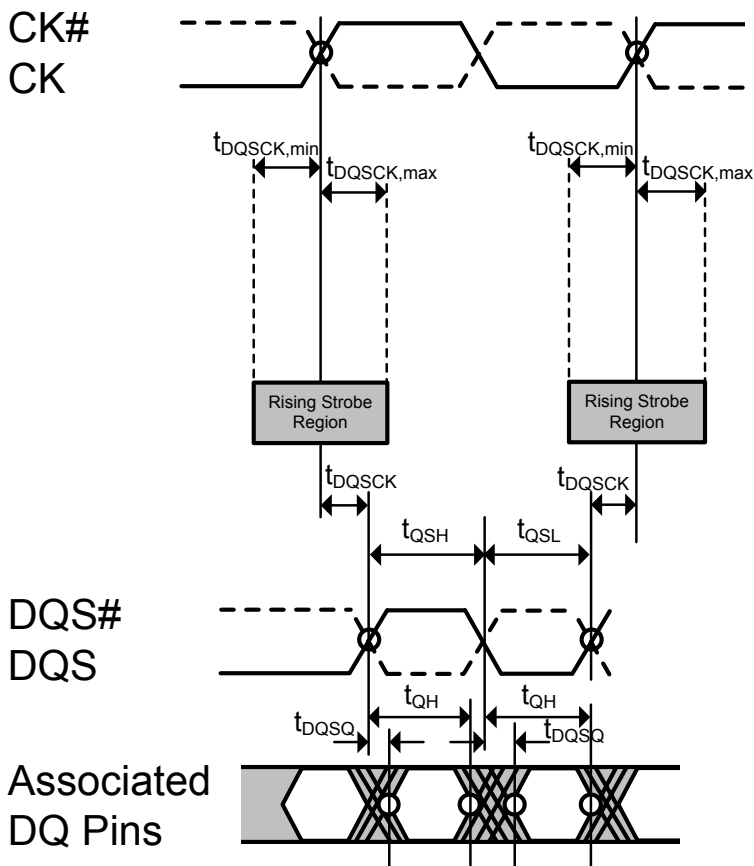 CK#
CK
tDQSCK,min
tDQSCK,max
tDQSCK,min
tDQSCK,max
Rising Strobe
Region
Rising Strobe
Region
tDQSCK
tDQSCK
tQSH
tQSL
DQS#
DQS
tQH
tQH
tDQSQ
tDQSQ
Associated
DQ Pins